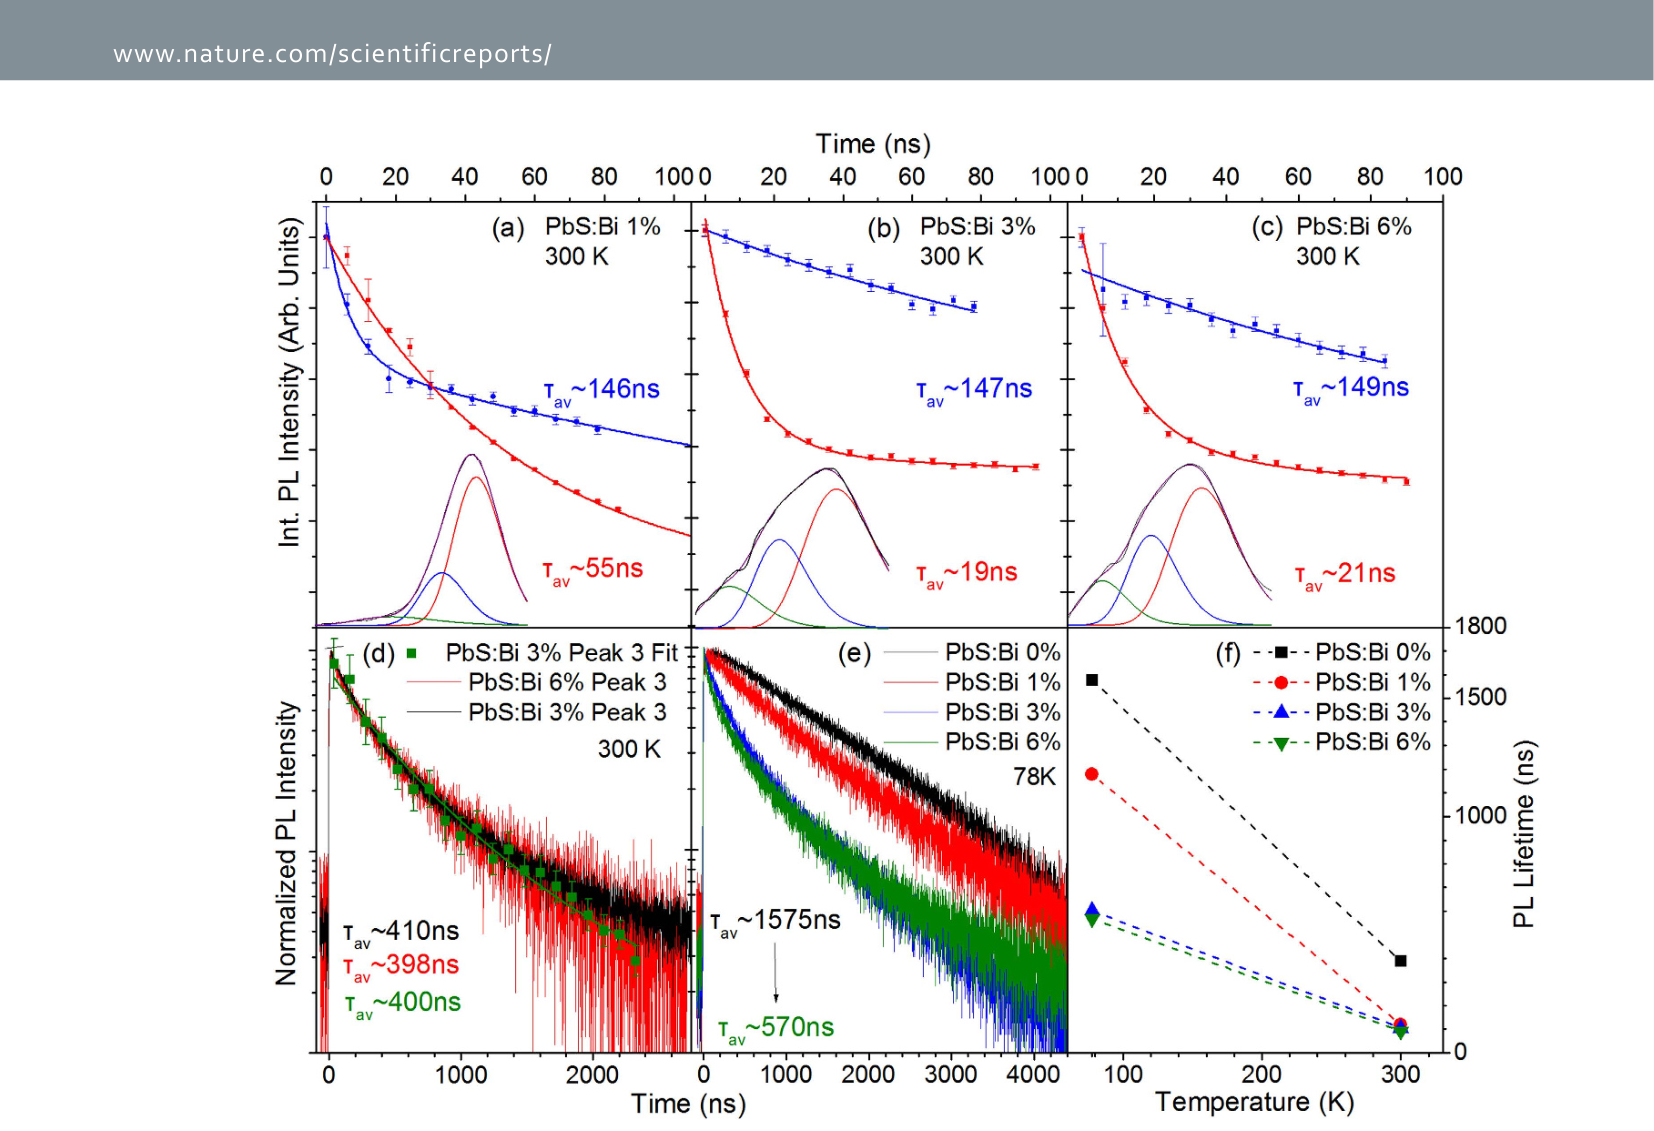 www.nature.com/scientificreports/
Time (ns)
0 20 40 60 80 100 0 20 40 60 80 100 0 20 40 60 80 100
(a) PbS:Bi 1%
300 K
(b) PbS:Bi 3%
300 K
(c) PbS:Bi 6%
300 K
Int. PL Intensity (Arb. Units)
τav~146ns
τav~147ns
τav~149ns
τav~55ns
τav~19ns
τav~21ns
(d) PbS:Bi 3% Peak 3 Fit
PbS:Bi 6% Peak 3
PbS:Bi 3% Peak 3
300 K
Normalized PL Intensity
τav~410ns
τav~398ns
τav~400ns
0 1000 2000
(e) PbS:Bi 0%
PbS:Bi 1%
PbS:Bi 3%
PbS:Bi 6%
78K
τav~1575ns
τav~570ns
0 1000 2000 3000 4000
Time (ns)
(f) PbS:Bi 0%
PbS:Bi 1%
PbS:Bi 3%
PbS:Bi 6%
1800
1500
1000
0
PL Lifetime (ns)
100 200 300
Temperature (K)